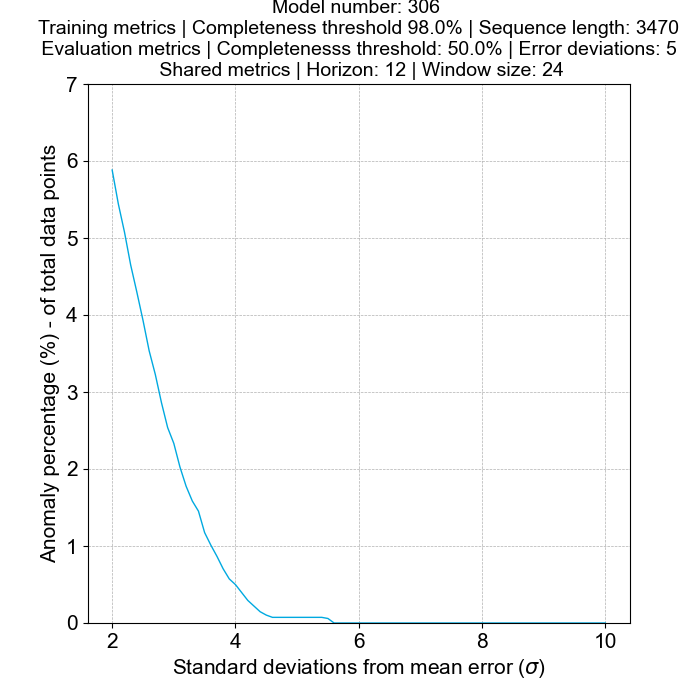 Model number: 306
Training metrics | Completeness threshold 98.0% | Sequence length: 3470
Evaluation metrics | Completenesss threshold: 50.0% | Error deviations: 5
Shared metrics | Horizon: 12 | Window size: 24
7
6
5
4
3
2
1
0
Anomaly percentage (%) - of total data points
2 4 6 8 10
Standard deviations from mean error (σ)